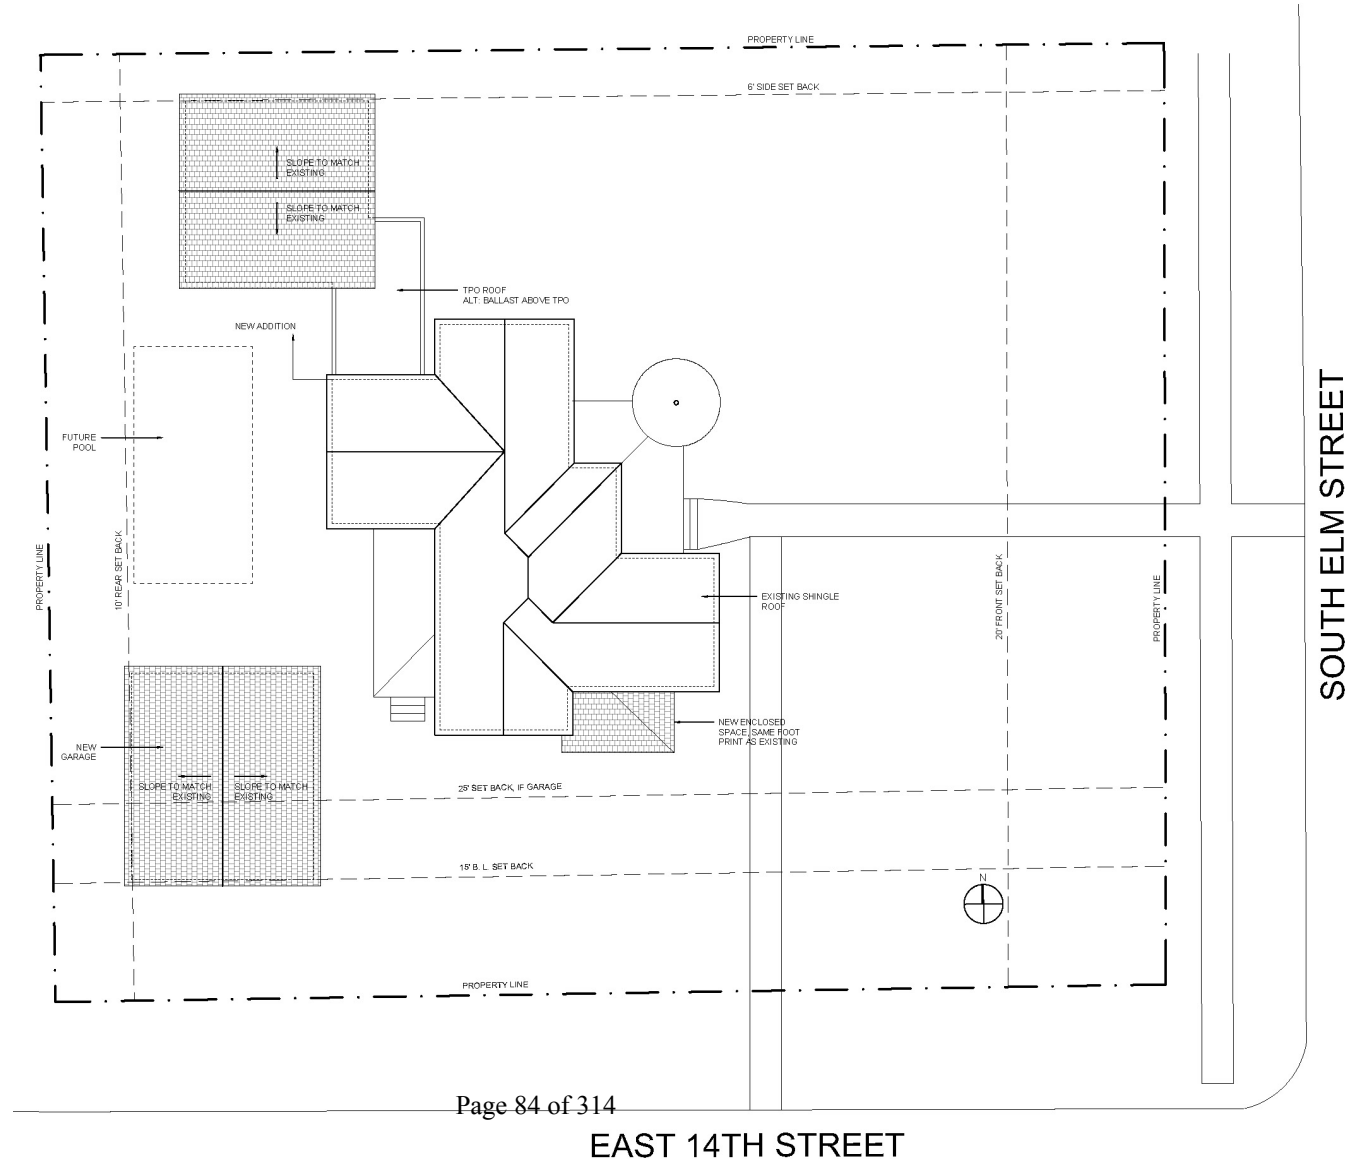 PROPERTY LINE
6' SIDE SET BACK
SLOPE TO MATCH
EXISTING
SLOPE TO MATCH
EXISTING
TPO ROOF
ALT: BALLAST ABOVE TPO
NEW ADDITION
FUTURE
POOL
SOUTH ELM STREET
10' REAR SET BACK
PROPERTY LINE
20' FRONT SET BACK
PROPERTY LINE
EXISTING SHINGLE
ROOF
NEW ENCLOSED
SPACE, SAME FOOT
PRINT AS EXISTING
NEW
GARAGE
SLOPE TO MATCH
EXISTING
SLOPE TO MATCH
EXISTING
25' SET BACK, IF GARAGE
15' B. L. SET BACK
N
PROPERTY LINE
Page 84 of 314
EAST 14TH STREET